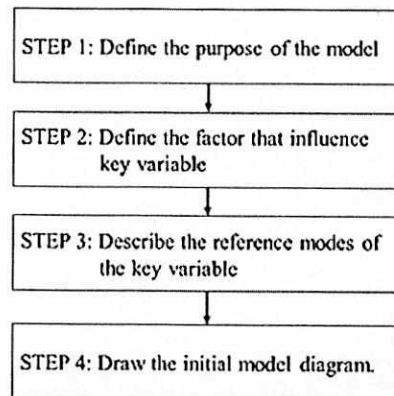 STEP 1: Define the purpose of the model
STEP 2: Define the factor that influence
key variable
STEP 3: Describe the reference modes of
the key variable
STEP 4: Draw the initial model diagram.